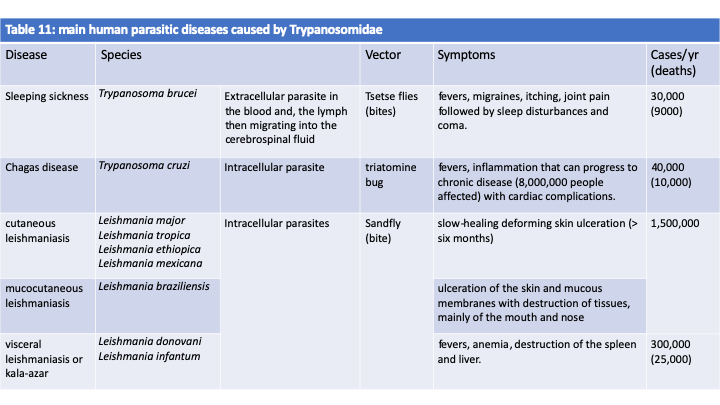 Table 11: main human parasitic diseases caused by Trypanosomidae
Disease
Species
Vector
Symptoms
Cases/yr
(deaths)
Sleeping sickness
Trypanosoma brucei
Extracellular parasite in
the blood and, the lymph
then migrating into the
cerebrospinal fluid
Tsetse flies
(bites)
fevers, migraines, itching, joint pain
followed by sleep disturbances and
coma.
30,000
(9000)
Chagas disease
Trypanosoma cruzi
Intracellular parasite
triatomine
bug
fevers, inflammation that can progress to
chronic disease (8,000,000 people
affected) with cardiac complications.
40,000
(10,000)
cutaneous
leishmaniasis
Leishmania major
Leishmania tropica
Leishmania ethiopica
Leishmania mexicana
Intracellular parasites
Sandfly
(bite)
slow-healing deforming skin ulceration (>
six months)
1,500,000
mucocutaneous
leishmaniasis
Leishmania braziliensis
ulceration of the skin and mucous
membranes with destruction of tissues,
mainly of the mouth and nose
visceral
leishmaniasis or
kala-azar
Leishmania donovani
Leishmania infantum
fevers, anemia, destruction of the spleen
and liver.
300,000
(25,000)